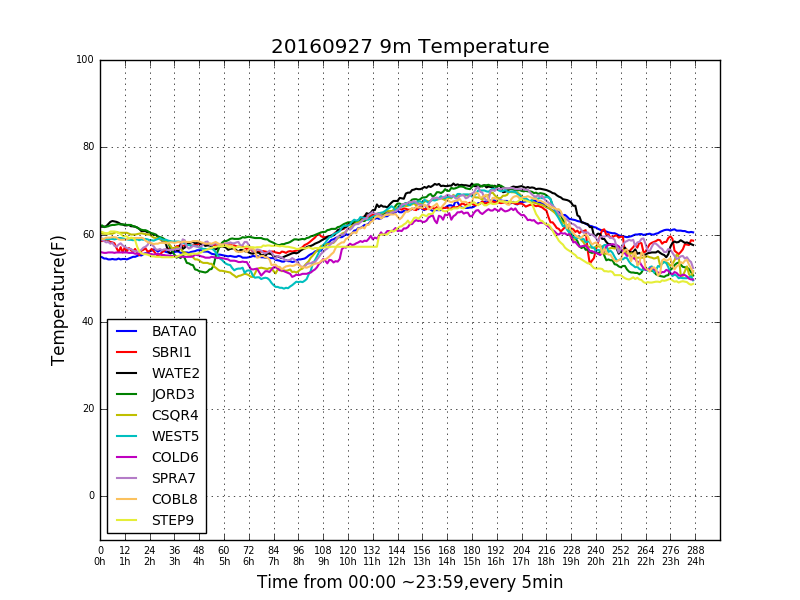 20160927 9m Temperature
100
80
60
40
20
0
Temperature(F)
BATA0
SBRI1
WATE2
JORD3
CSQR4
WEST5
COLD6
SPRA7
COBL8
STEP9
0 12 24 36 48 60 72 84 96 108 120 132 144 156 168 180 192 204 216 228 240 252 264 276 288
0h 1h 2h 3h 4h 5h 6h 7h 8h 9h 10h 11h 12h 13h 14h 15h 16h 17h 18h 19h 20h 21h 22h 23h 24h
Time from 00:00 ~23:59,every 5min